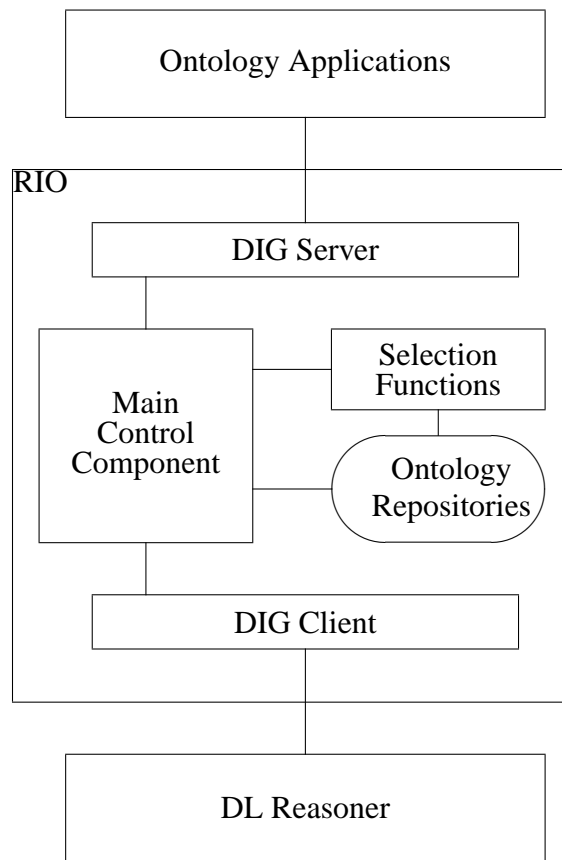 Ontology Applications
RIO
DIG Server
Main
Control
Component
Selection
Functions
Ontology
Repositories
DIG Client
DL Reasoner